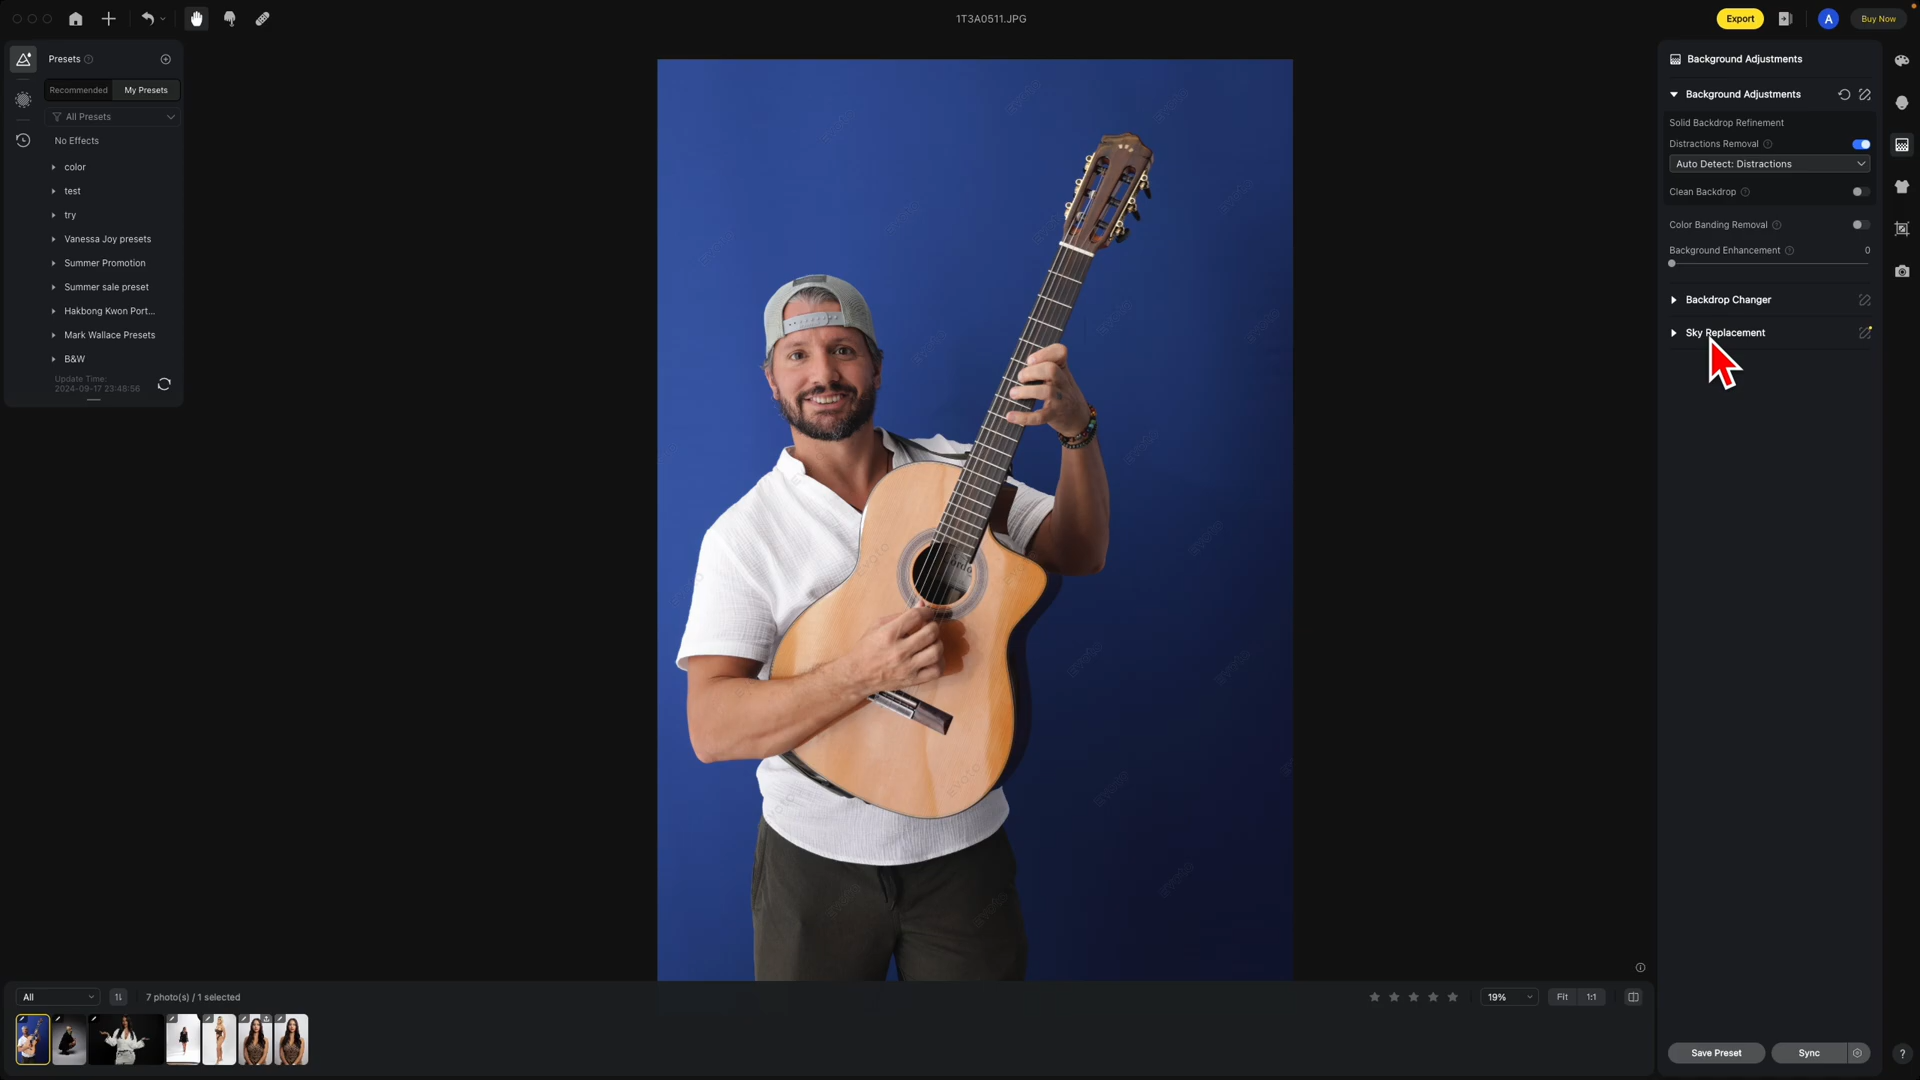 1T3A0511.JPG
Export
A
Buy Now
Presets
Recommended
My Presets
All Presets
No Effects
color
test
try
Vanessa Joy presets
Summer Promotion
Summer sale preset
Hakbong Kwon Port...
Mark Wallace Presets
B&W
Update Time:
2024-09-17 23:48:56
Background Adjustments
Background Adjustments
Solid Backdrop Refinement
Distractions Removal
Auto Detect: Distractions
Clean Backdrop
Color Banding Removal
Background Enhancement 0
Backdrop Changer
Sky Replacement
evoto
All
7 photo(s) / 1 selected
19%
Fit
1:1
Save Preset
Sync
?